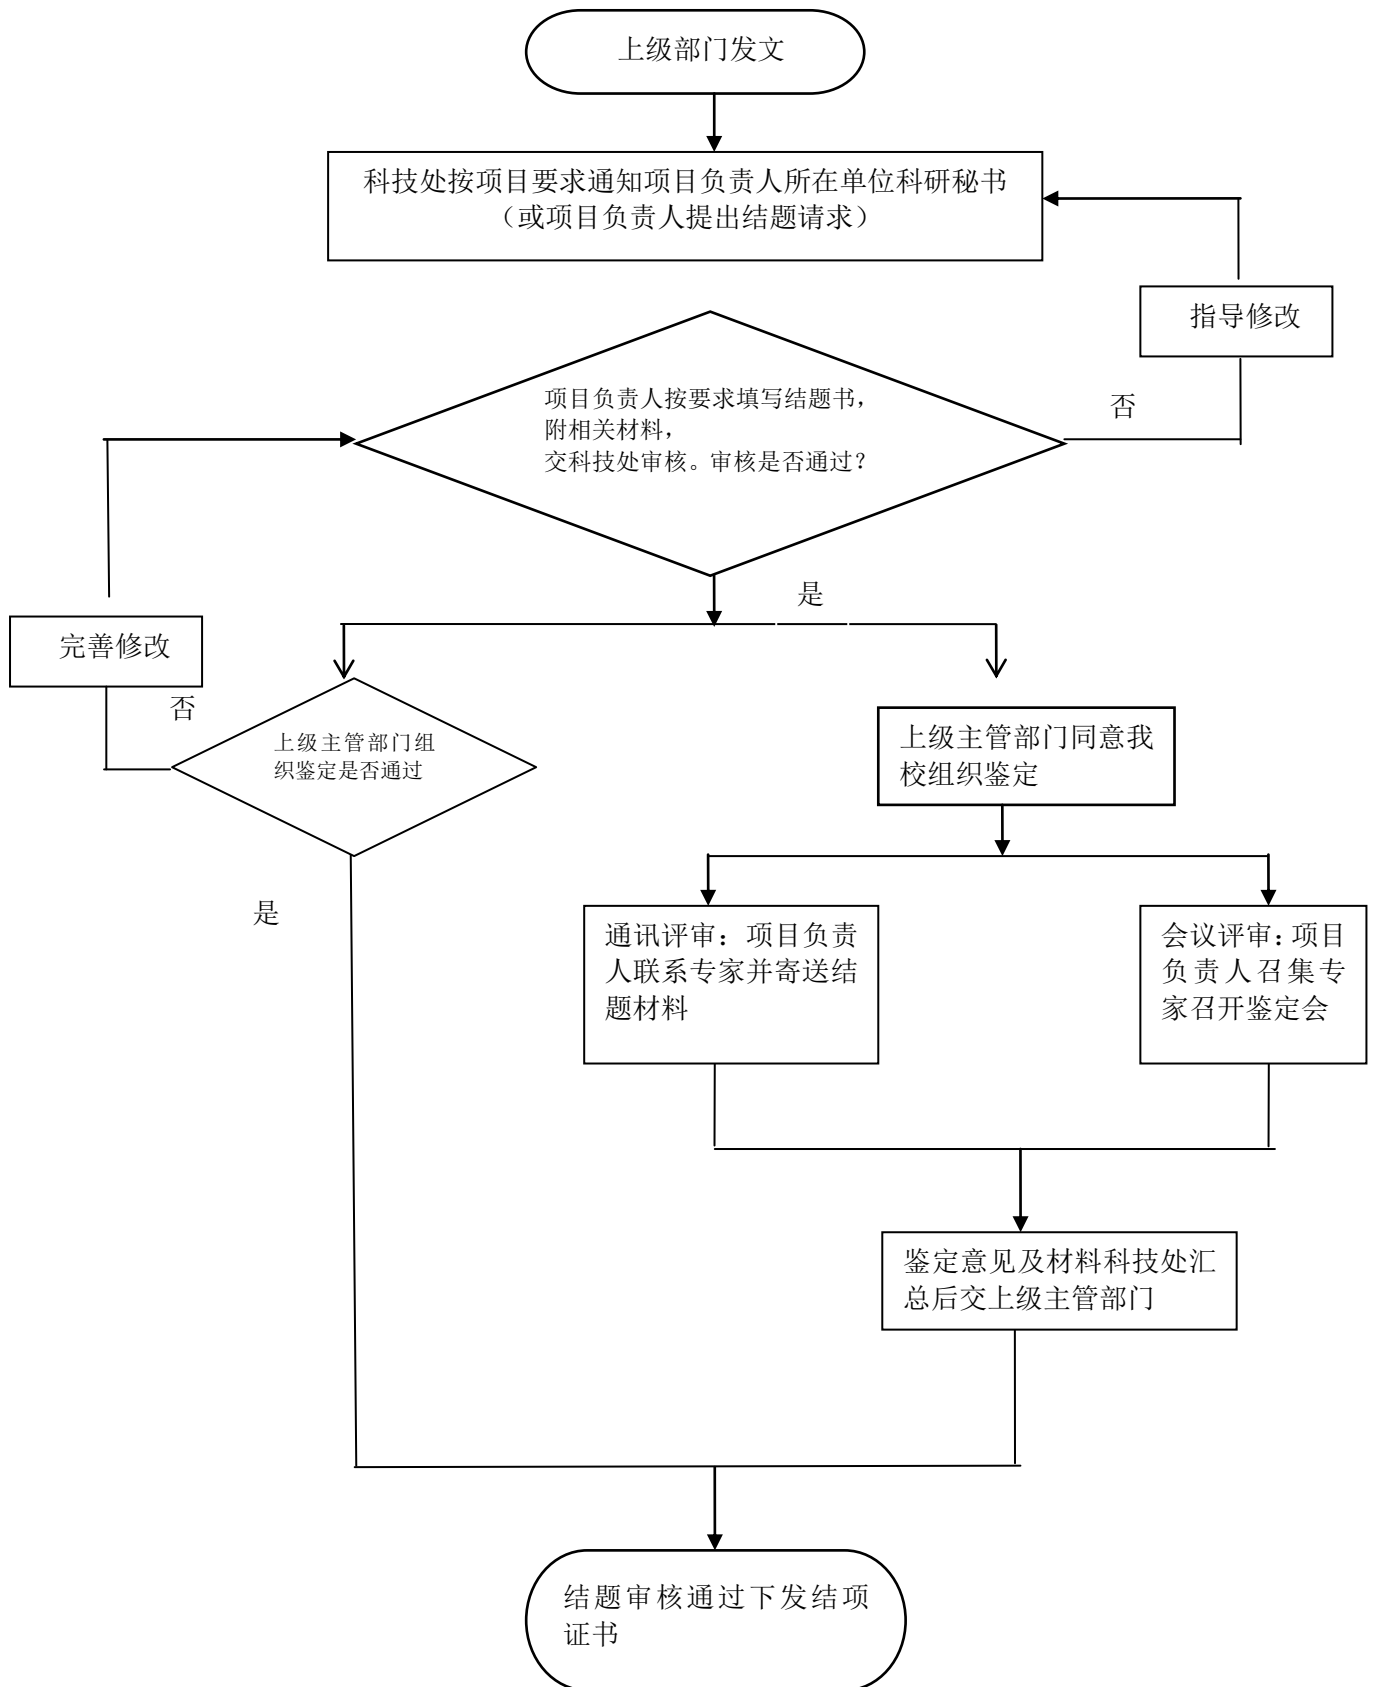 上级部门发文
科技处按项目要求通知项目负责人所在单位科研秘书
（或项目负责人提出结题请求）
指导修改
项目负责人按要求填写结题书，
附相关材料，
交科技处审核。审核是否通过？
否
是
完善修改
否
上级主管部门组
织鉴定是否通过
上级主管部门同意我
校组织鉴定
是
通讯评审：项目负责
人联系专家并寄送结
题材料
会议评审：项目
负责人召集专
家召开鉴定会
鉴定意见及材料科技处汇
总后交上级主管部门
结题审核通过下发结项
证书